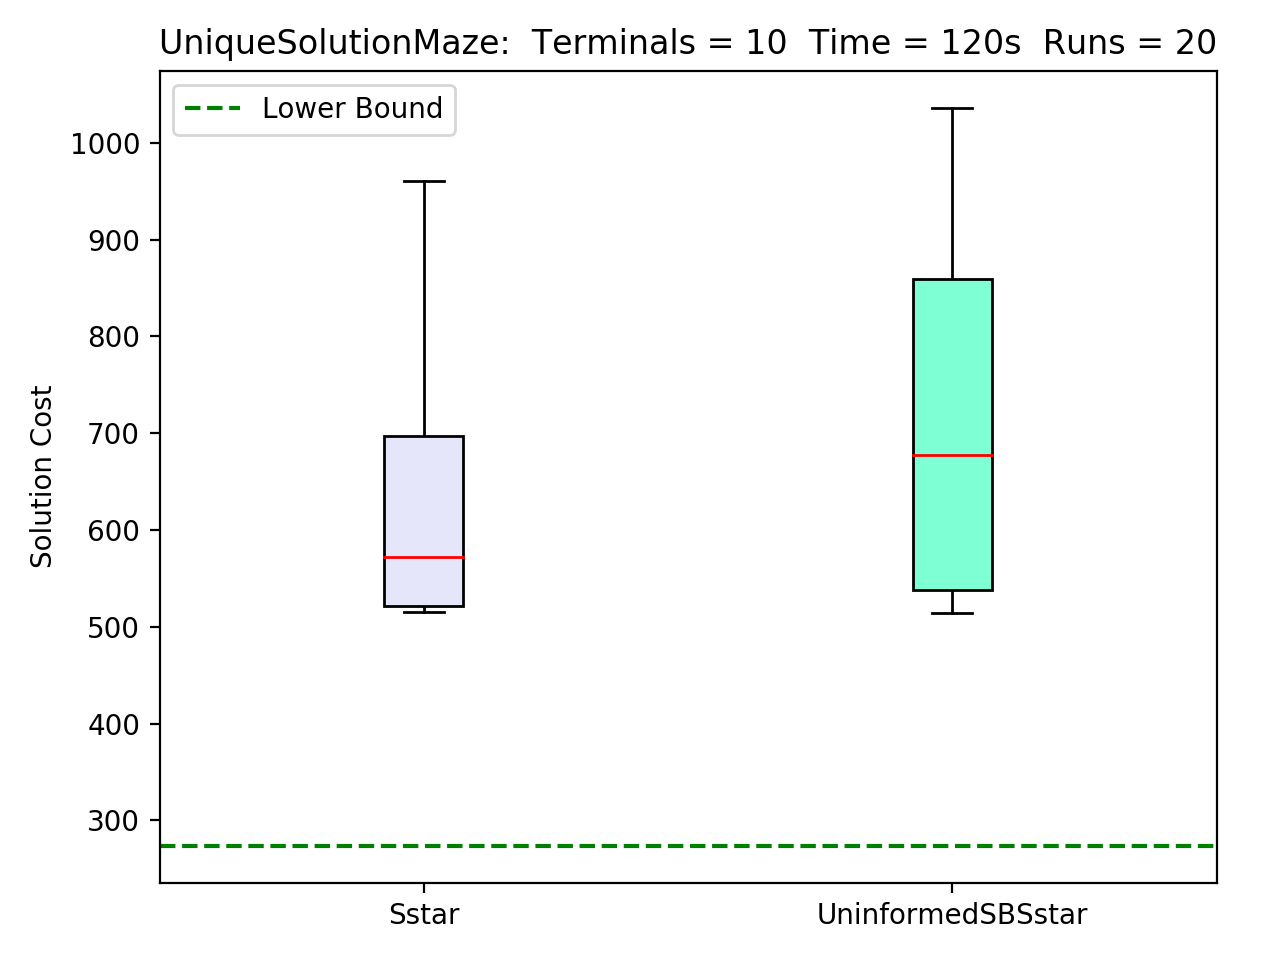 UniqueSolutionMaze:  Terminals = 10  Time = 120s  Runs = 20
Lower Bound
1000
900
800
700
600
500
400
300
Solution Cost
Sstar
UninformedSBSstar